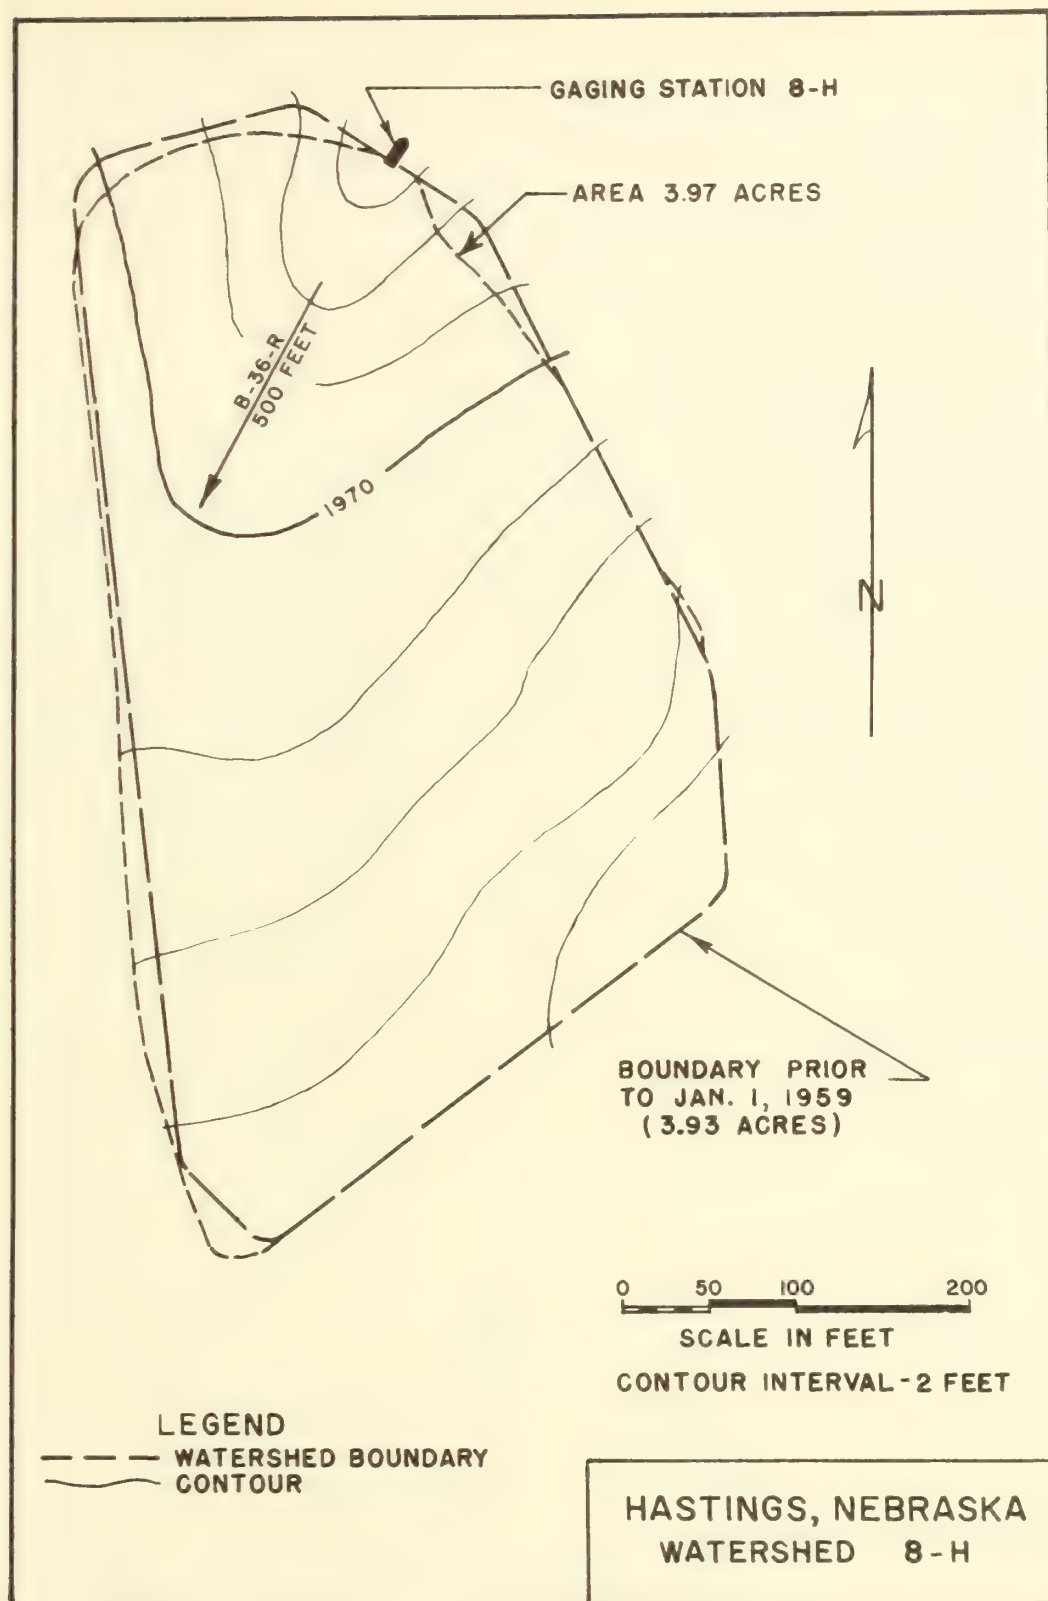 GAGING STATION 8-H
AREA 3.97 ACRES
B-36-R
500 FEET
1970
N
BOUNDARY PRIOR
TO JAN. 1, 1959
(3.93 ACRES)
0 50 100 200
SCALE IN FEET
CONTOUR INTERVAL-2 FEET
LEGEND
WATERSHED BOUNDARY
CONTOUR
HASTINGS, NEBRASKA
WATERSHED 8-H